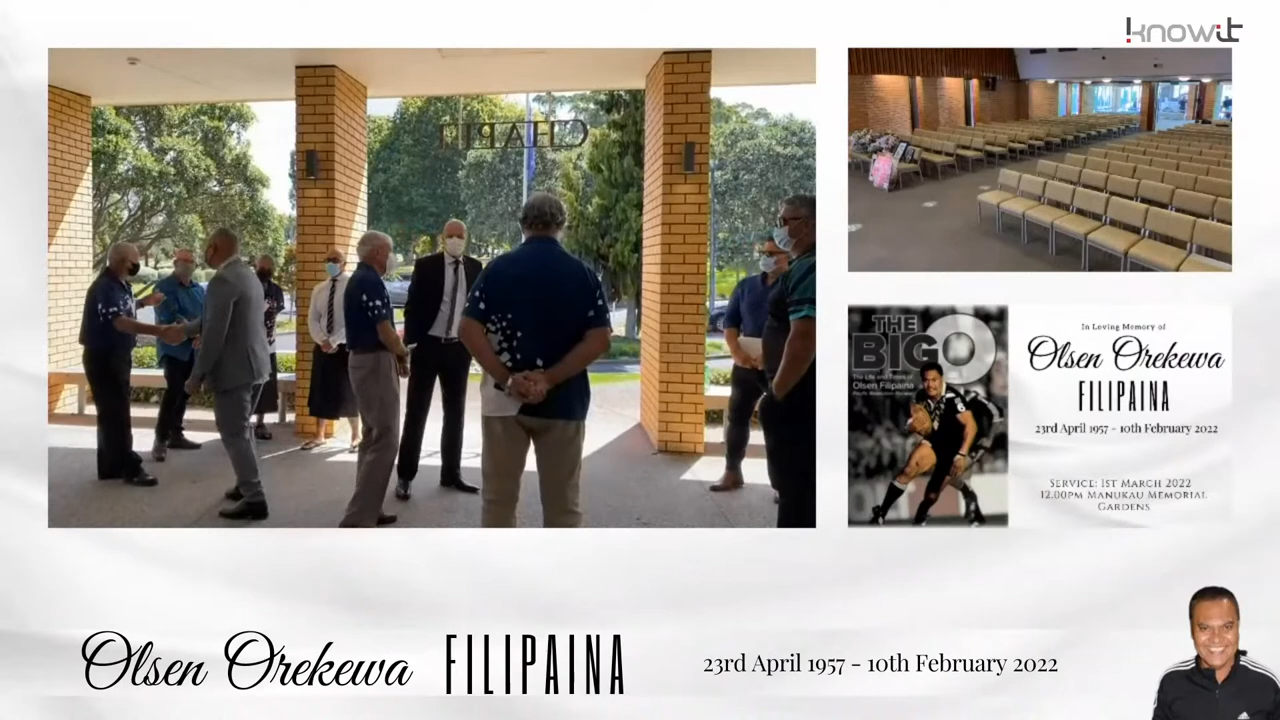 knowit
CHAPEL
THE
BIG O
The Life and Times of
Olsen Filipaina
In Loving Memory of
Olsen Orekewa
FILIPAINA
23rd April 1957 - 10th February 2022
SERVICE: 1ST MARCH 2022
12.00PM MANUKAU MEMORIAL
GARDENS
Olsen Orekewa FILIPAINA
23rd April 1957 - 10th February 2022